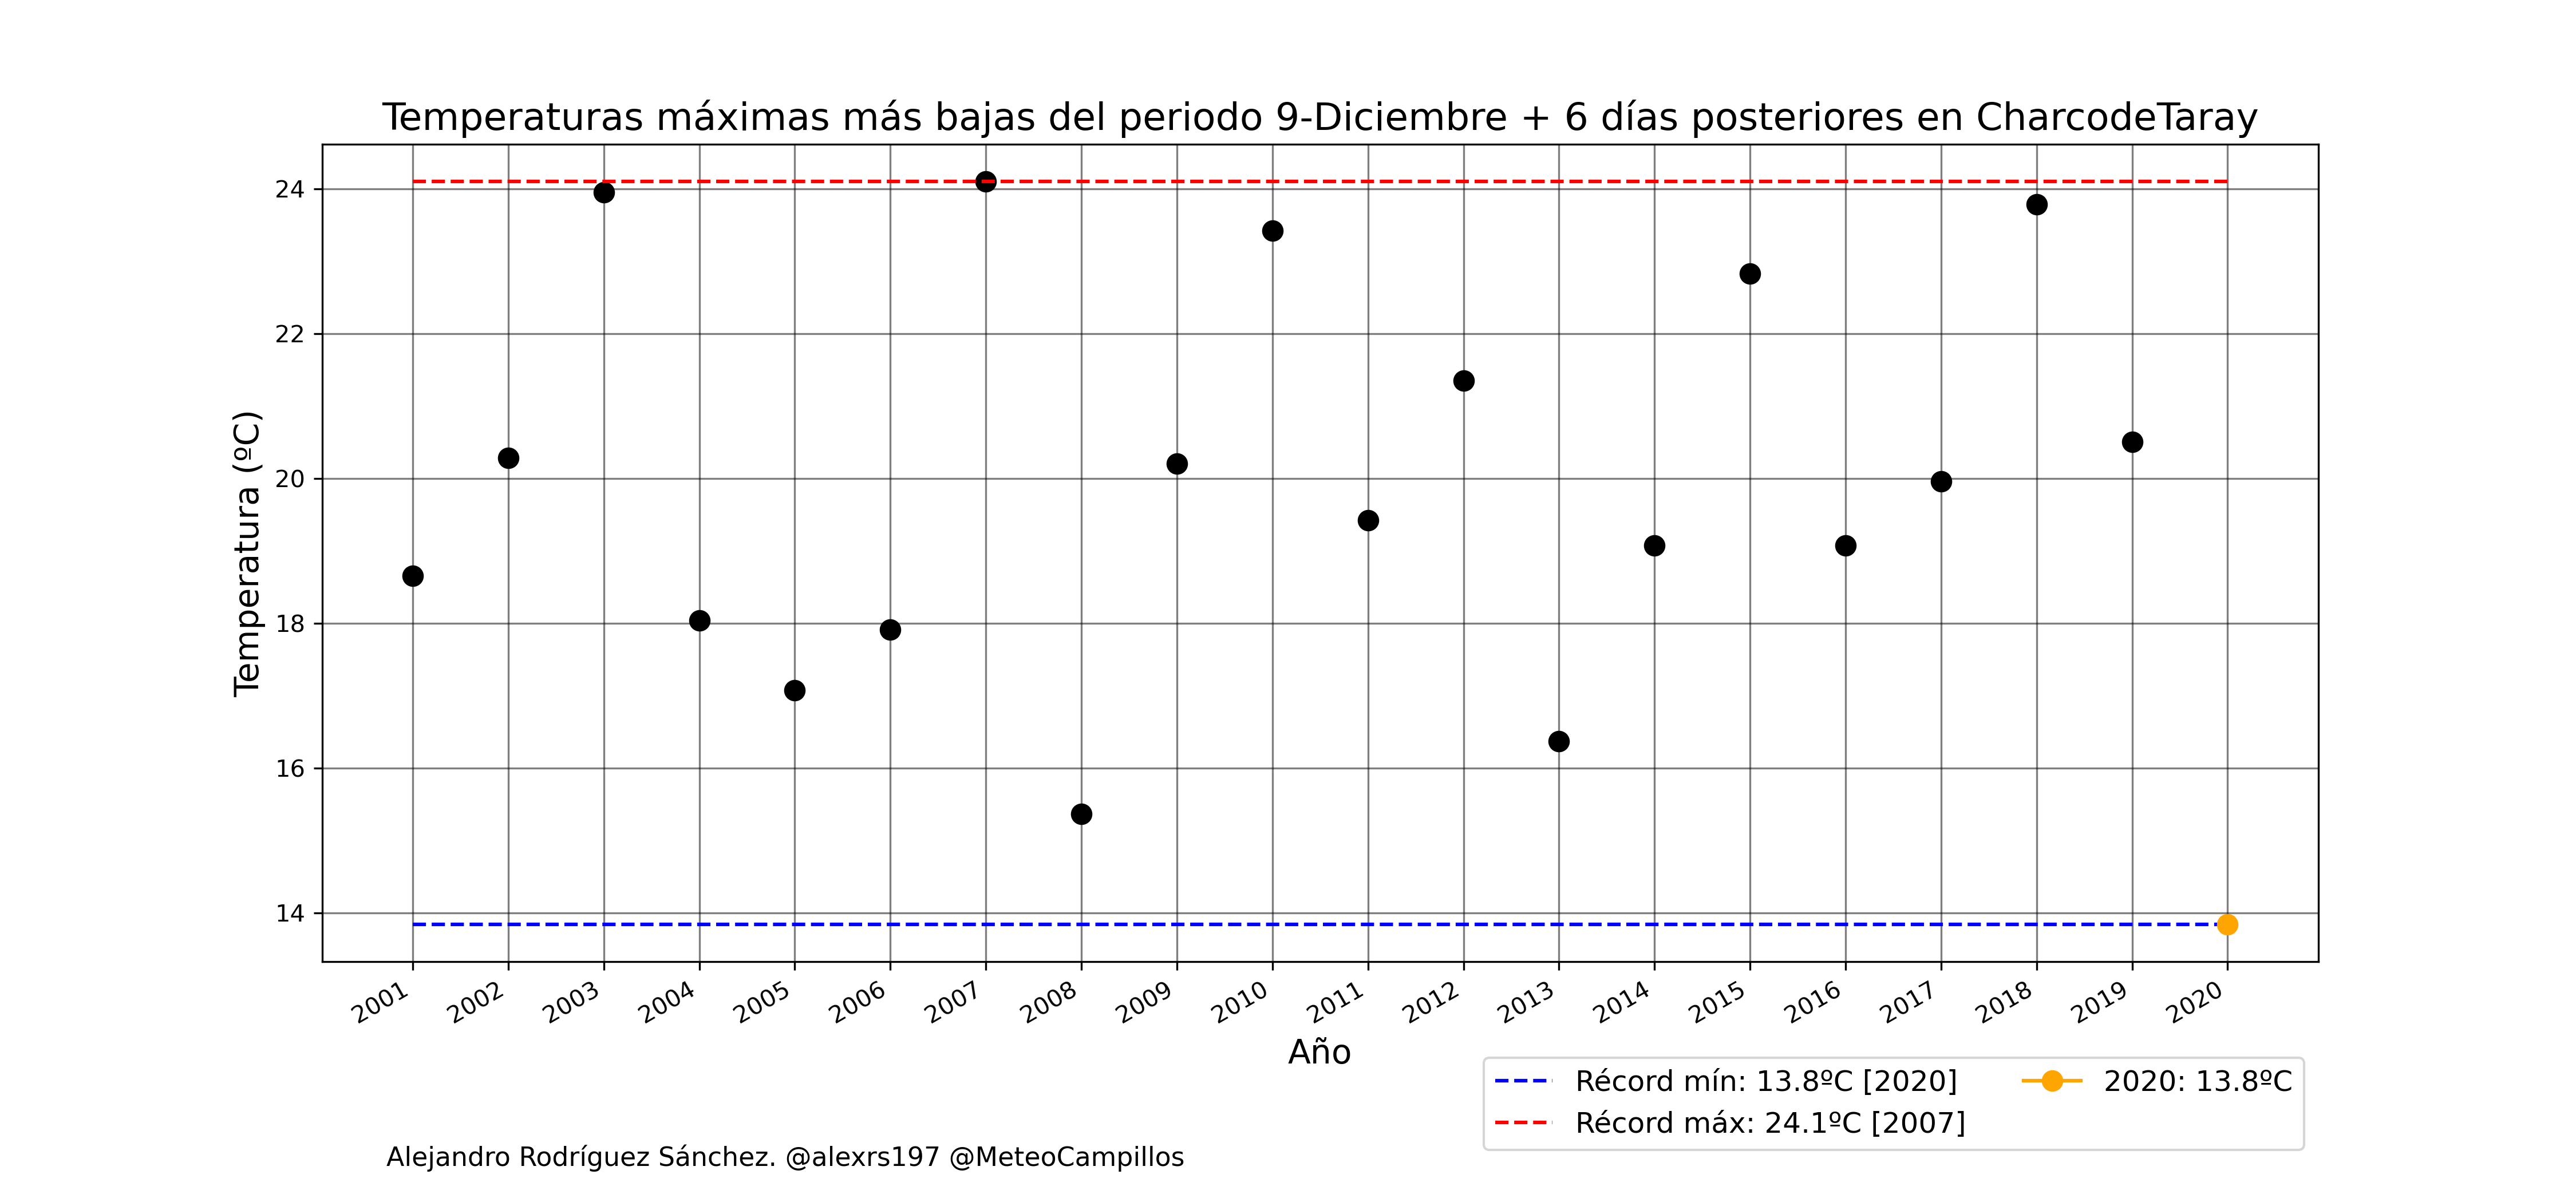 Temperaturas máximas más bajas del periodo 9-Diciembre + 6 días posteriores en CharcodeTaray
Temperatura (ºC)
24
22
20
18
16
14
2001 2002 2003 2004 2005 2006 2007 2008 2009 2010 2011 2012 2013 2014 2015 2016 2017 2018 2019 2020
Año
Récord mín: 13.8ºC [2020]
Récord máx: 24.1ºC [2007]
2020: 13.8ºC
Alejandro Rodríguez Sánchez. @alexrs197 @MeteoCampillos